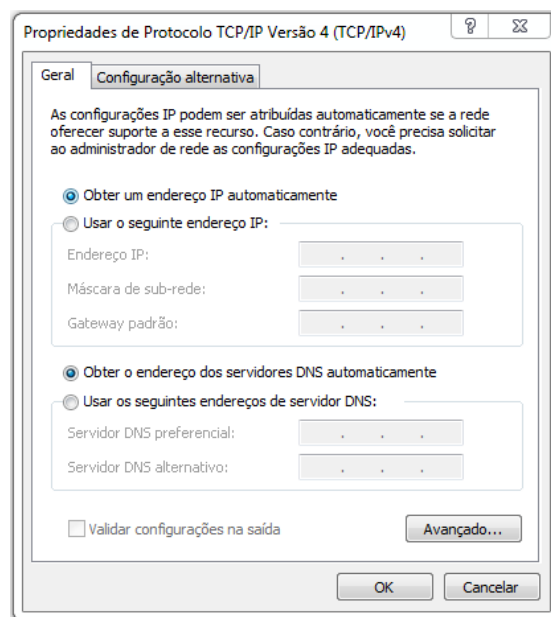 Propriedades de Protocolo TCP/IP Versão 4 (TCP/IPv4)
Geral
Configuração alternativa
As configurações IP podem ser atribuídas automaticamente se a rede
oferecer suporte a esse recurso. Caso contrário, você precisa solicitar
ao administrador de rede as configurações IP adequadas.
Obter um endereço IP automaticamente
Usar o seguinte endereço IP:
Endereço IP: . . .
Máscara de sub-rede: . . .
Gateway padrão: . . .
Obter o endereço dos servidores DNS automaticamente
Usar os seguintes endereços de servidor DNS:
Servidor DNS preferencial: . . .
Servidor DNS alternativo: . . .
Validar configurações na saída
Avançado...
OK
Cancelar